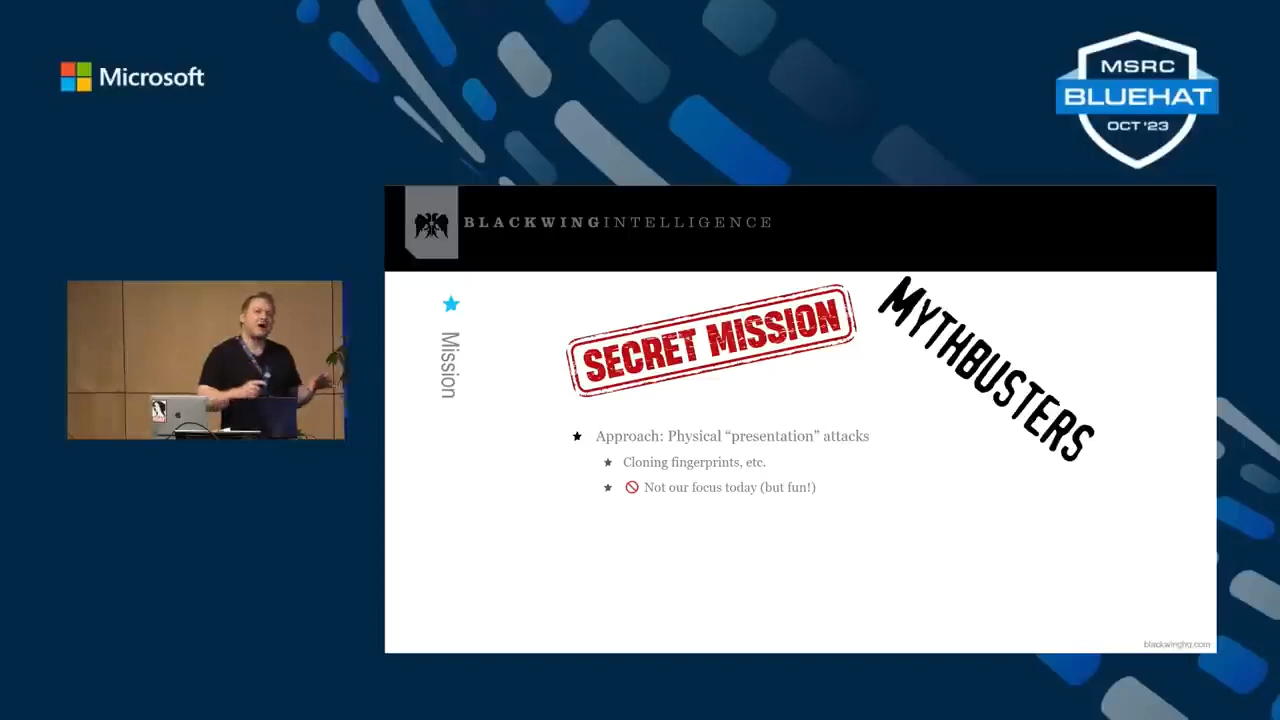 Microsoft
MSRC
BLUEHAT
OCT '23
BLACKWINGINTELLIGENCE
Mission
SECRET MISSION
MYTHBUSTERS
Approach: Physical “presentation” attacks
Cloning fingerprints, etc.
Not our focus today (but fun!)
blackwinghq.com